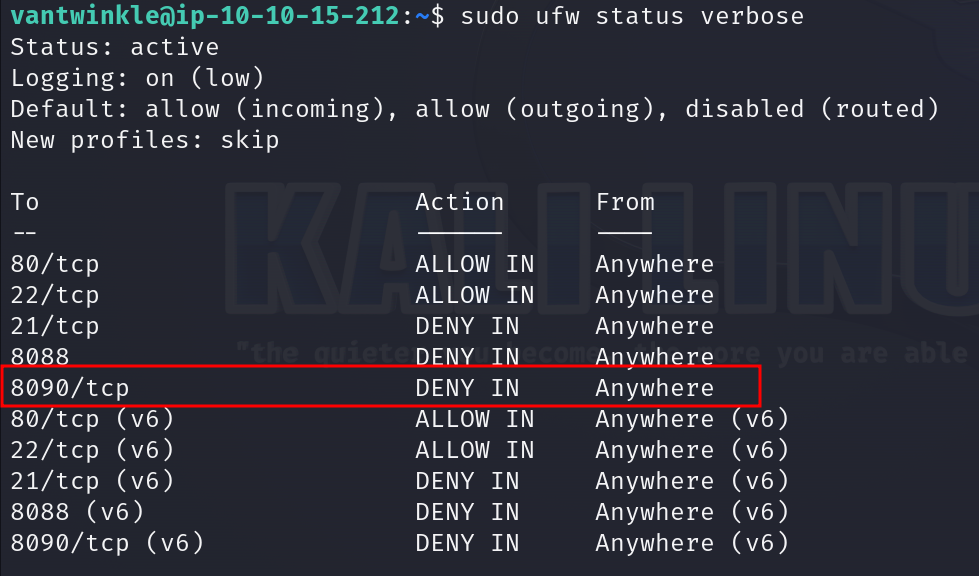 vantwinkle@ip-10-10-15-212:~$ sudo ufw status verbose
Status: active
Logging: on (low)
Default: allow (incoming), allow (outgoing), disabled (routed)
New profiles: skip
To Action From
-- ------ ----
80/tcp ALLOW IN Anywhere
22/tcp ALLOW IN Anywhere
21/tcp DENY IN Anywhere
8088 DENY IN Anywhere
8090/tcp DENY IN Anywhere
80/tcp (v6) ALLOW IN Anywhere (v6)
22/tcp (v6) ALLOW IN Anywhere (v6)
21/tcp (v6) DENY IN Anywhere (v6)
8088 (v6) DENY IN Anywhere (v6)
8090/tcp (v6) DENY IN Anywhere (v6)
KALI LINU
"the quieter become the more you are able